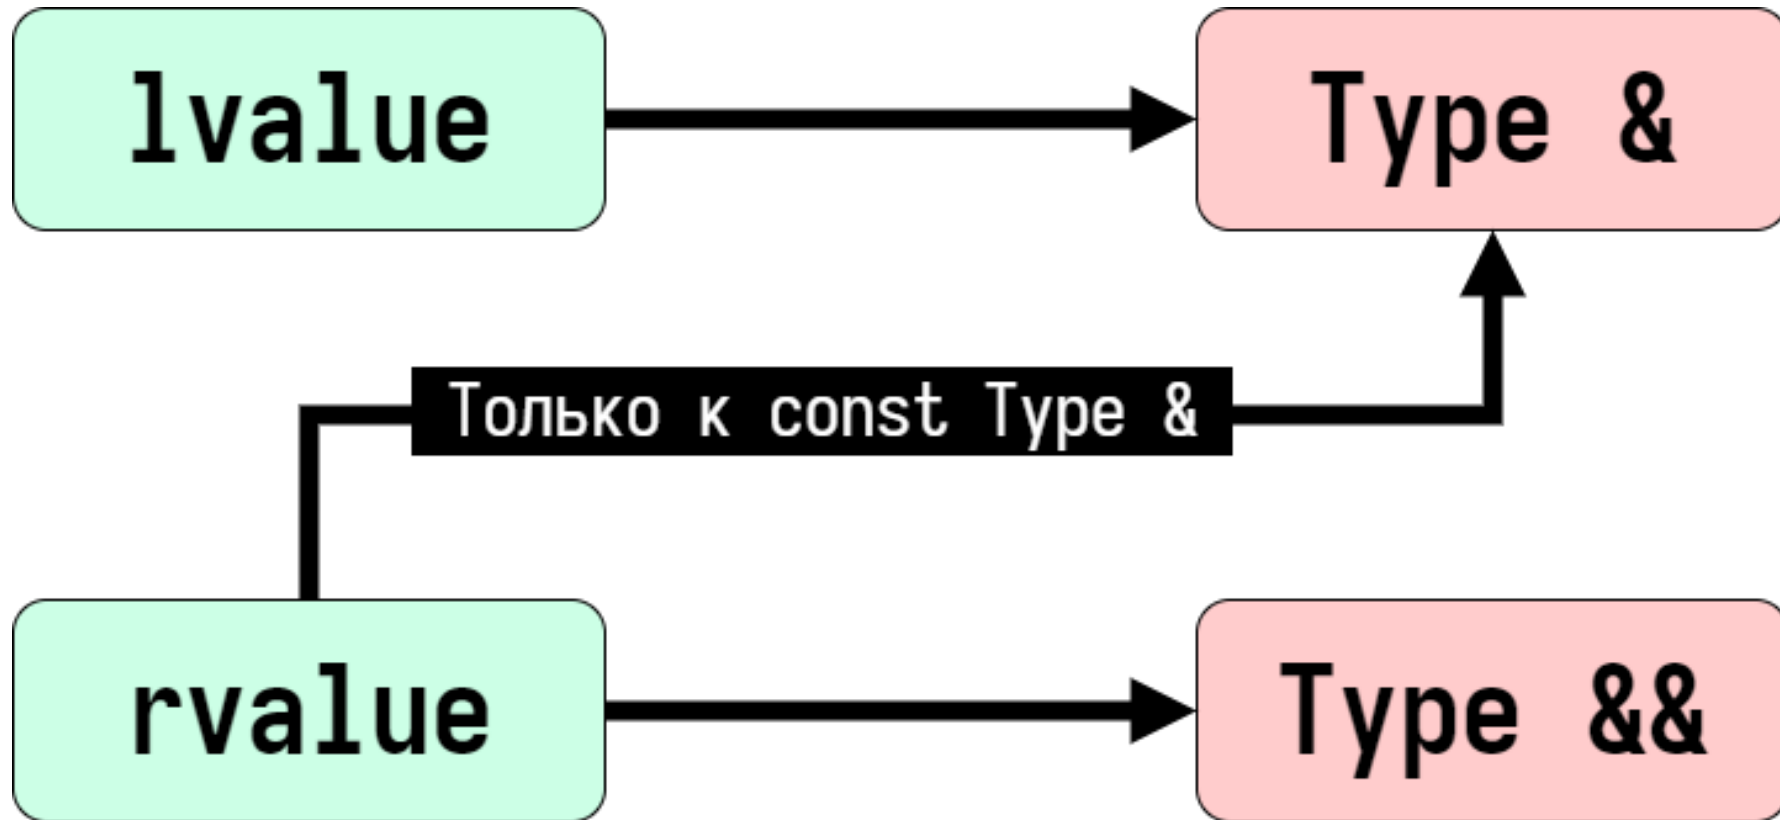 lvalue
Type &
Только к const Type &
rvalue
Type &&